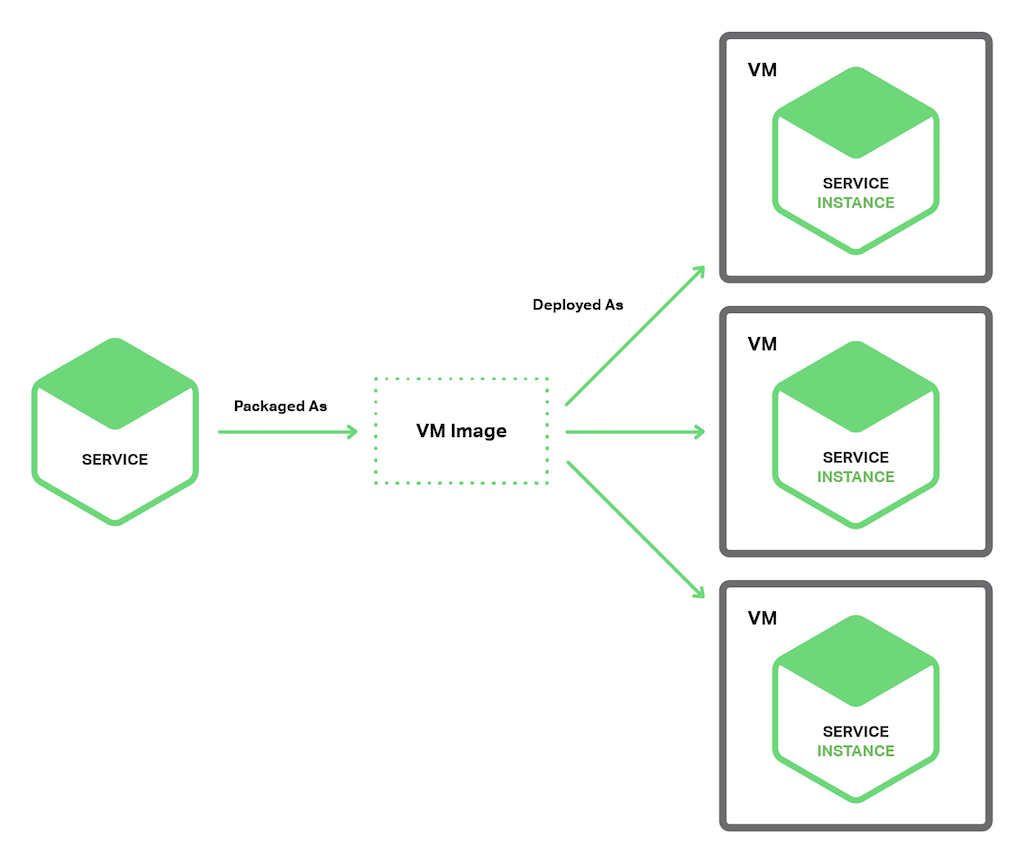 SERVICE
Packaged As
VM Image
Deployed As
VM
SERVICE
INSTANCE
VM
SERVICE
INSTANCE
VM
SERVICE
INSTANCE